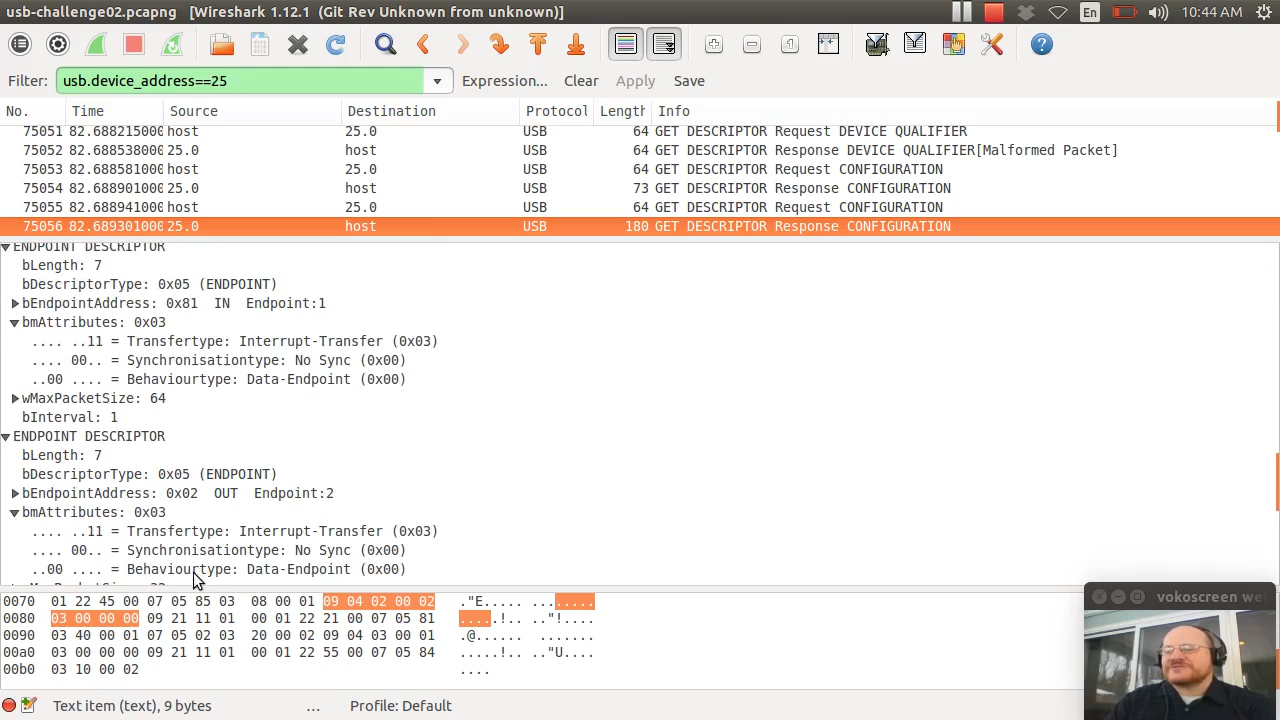 usb-challenge02.pcapng   [Wireshark 1.12.1  (Git Rev Unknown from unknown)]
En
10:44 AM
Filter: usb.device_address==25 Expression... Clear Apply Save
No. Time Source Destination Protocol Length Info
75051 82.688215000 host 25.0 USB 64 GET DESCRIPTOR Request DEVICE QUALIFIER
75052 82.688538000 25.0 host USB 64 GET DESCRIPTOR Response DEVICE QUALIFIER[Malformed Packet]
75053 82.688581000 host 25.0 USB 64 GET DESCRIPTOR Request CONFIGURATION
75054 82.688901000 25.0 host USB 73 GET DESCRIPTOR Response CONFIGURATION
75055 82.688941000 host 25.0 USB 64 GET DESCRIPTOR Request CONFIGURATION
75056 82.689301000 25.0 host USB 180 GET DESCRIPTOR Response CONFIGURATION
ENDPOINT DESCRIPTOR
bLength: 7
bDescriptorType: 0x05 (ENDPOINT)
bEndpointAddress: 0x81  IN  Endpoint:1
bmAttributes: 0x03
.... ..11 = Transfertype: Interrupt-Transfer (0x03)
.... 00.. = Synchronisationtype: No Sync (0x00)
..00 .... = Behaviourtype: Data-Endpoint (0x00)
wMaxPacketSize: 64
bInterval: 1
ENDPOINT DESCRIPTOR
bLength: 7
bDescriptorType: 0x05 (ENDPOINT)
bEndpointAddress: 0x02  OUT  Endpoint:2
bmAttributes: 0x03
.... ..11 = Transfertype: Interrupt-Transfer (0x03)
.... 00.. = Synchronisationtype: No Sync (0x00)
..00 .... = Behaviourtype: Data-Endpoint (0x00)
0070  01 22 45 00 07 05 85 03  08 00 01 09 04 02 00 02  ."E..... ........
0080  03 00 00 00 09 21 11 01  00 01 22 21 00 07 05 81  .....!.. .."!....
0090  03 40 00 01 07 05 02 03  20 00 02 09 04 03 00 01  .@...... .......
00a0  03 00 00 00 09 21 11 01  00 01 22 55 00 07 05 84  .....!.. .."U....
00b0  03 10 00 02  ....
Text item (text), 9 bytes ... Profile: Default
vokoscreen we